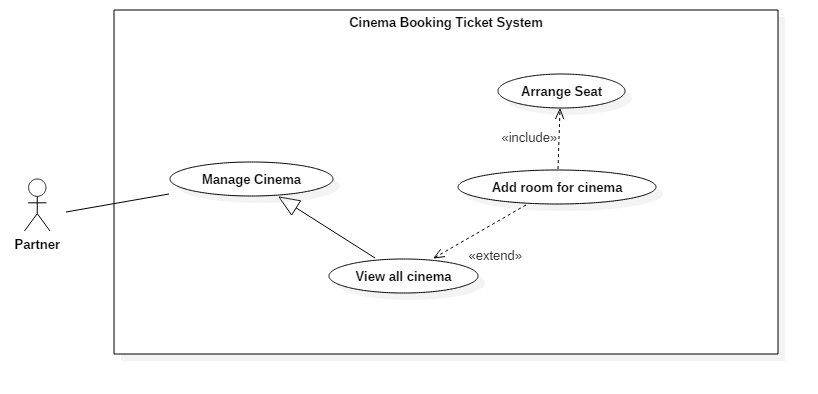 Cinema Booking Ticket System
Arrange Seat
«include»
Manage Cinema
Add room for cinema
Partner
«extend»
View all cinema